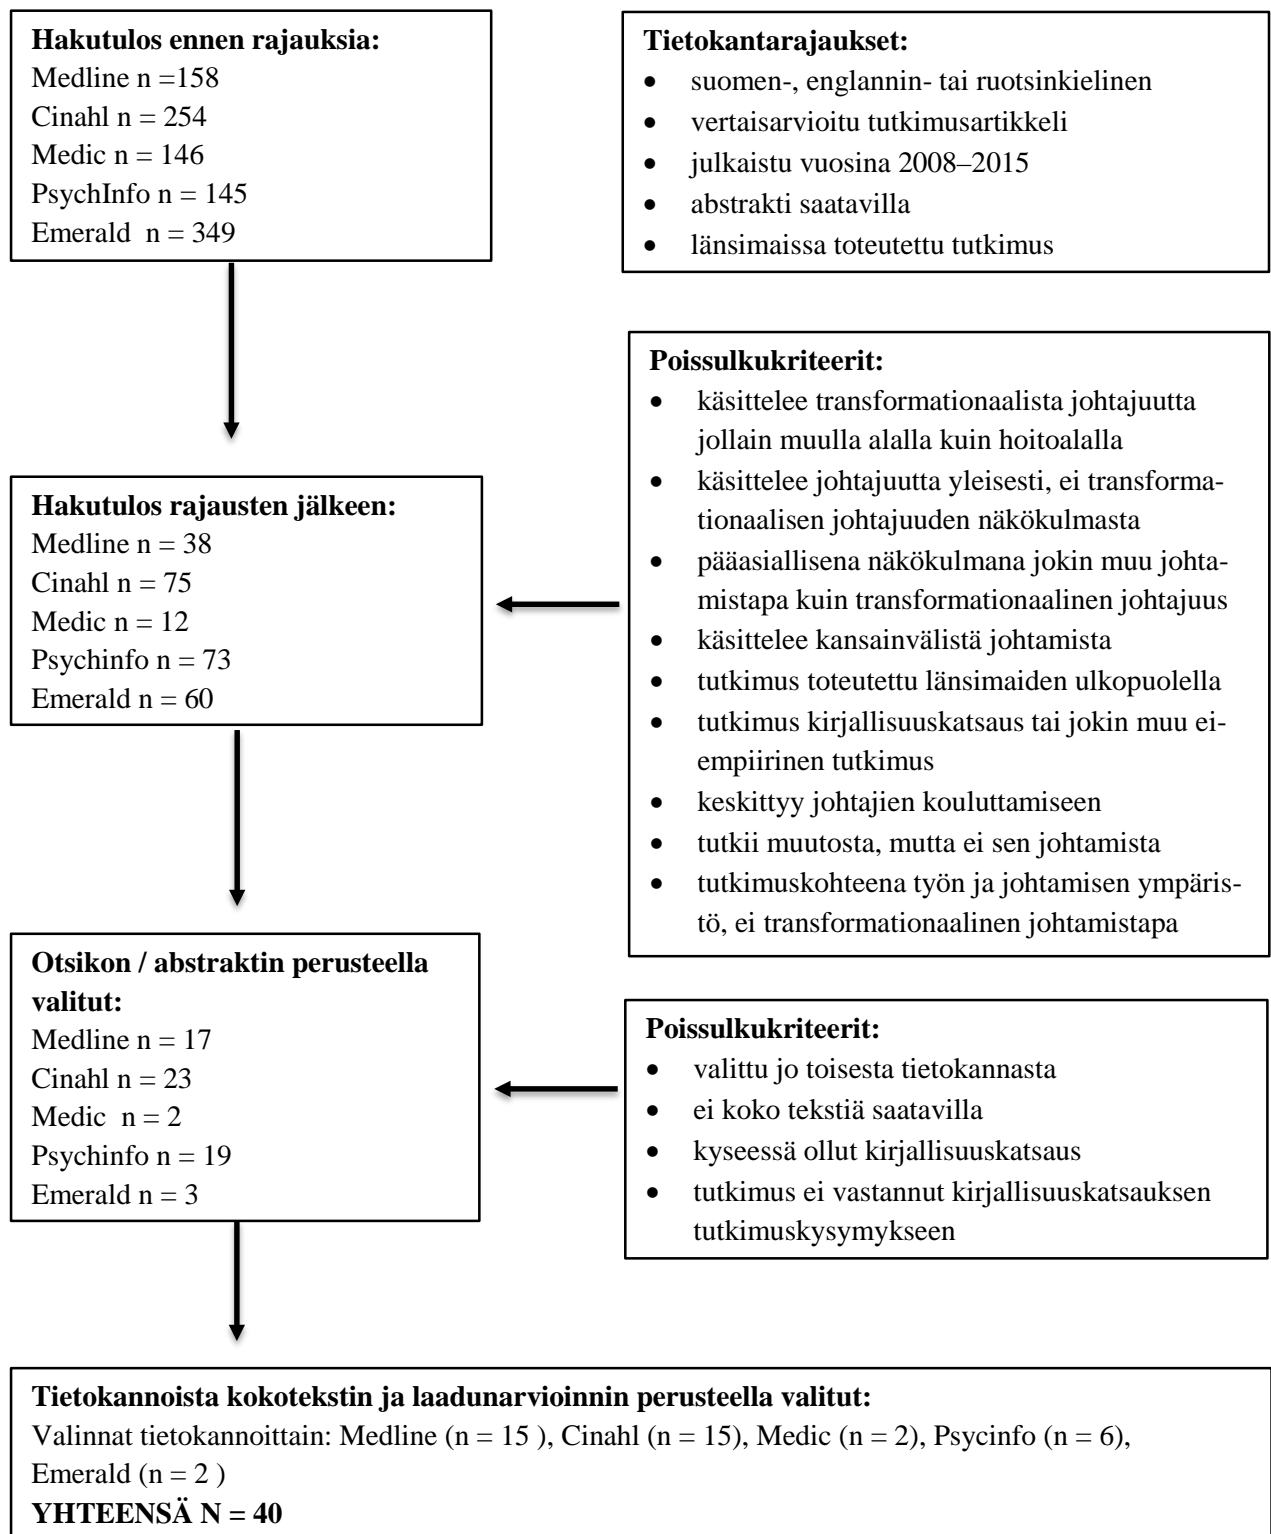 Hakutulos ennen rajauksia:
Medline n =158
Cinahl n = 254
Medic n = 146
PsychInfo n = 145
Emerald  n = 349
Tietokantarajaukset:
• suomen-, englannin- tai ruotsinkielinen
• vertaisarvioitu tutkimusartikkeli
• julkaistu vuosina 2008–2015
• abstrakti saatavilla
• länsimaissa toteutettu tutkimus
Poissulkukriteerit:
• käsittelee transformationaalista johtajuutta
jollain muulla alalla kuin hoitoalalla
• käsittelee johtajuutta yleisesti, ei transforma-
tionaalisen johtajuuden näkökulmasta
• pääasiallisena näkökulmana jokin muu johta-
mistapa kuin transformationaalinen johtajuus
• käsittelee kansainvälistä johtamista
• tutkimus toteutettu länsimaiden ulkopuolella
• tutkimus kirjallisuuskatsaus tai jokin muu ei-
empiirinen tutkimus
• keskittyy johtajien kouluttamiseen
• tutkii muutosta, mutta ei sen johtamista
• tutkimuskohteena työn ja johtamisen ympäris-
tö, ei transformationaalinen johtamistapa
Hakutulos rajausten jälkeen:
Medline n = 38
Cinahl n = 75
Medic n = 12
Psychinfo n = 73
Emerald n = 60
Otsikon / abstraktin perusteella
valitut:
Medline n = 17
Cinahl n = 23
Medic  n = 2
Psychinfo n = 19
Emerald n = 3
Poissulkukriteerit:
• valittu jo toisesta tietokannasta
• ei koko tekstiä saatavilla
• kyseessä ollut kirjallisuuskatsaus
• tutkimus ei vastannut kirjallisuuskatsauksen
tutkimuskysymykseen
Tietokannoista kokotekstin ja laadunarvioinnin perusteella valitut:
Valinnat tietokannoittain: Medline (n = 15 ), Cinahl (n = 15), Medic (n = 2), Psycinfo (n = 6),
Emerald (n = 2 )
YHTEENSÄ N = 40